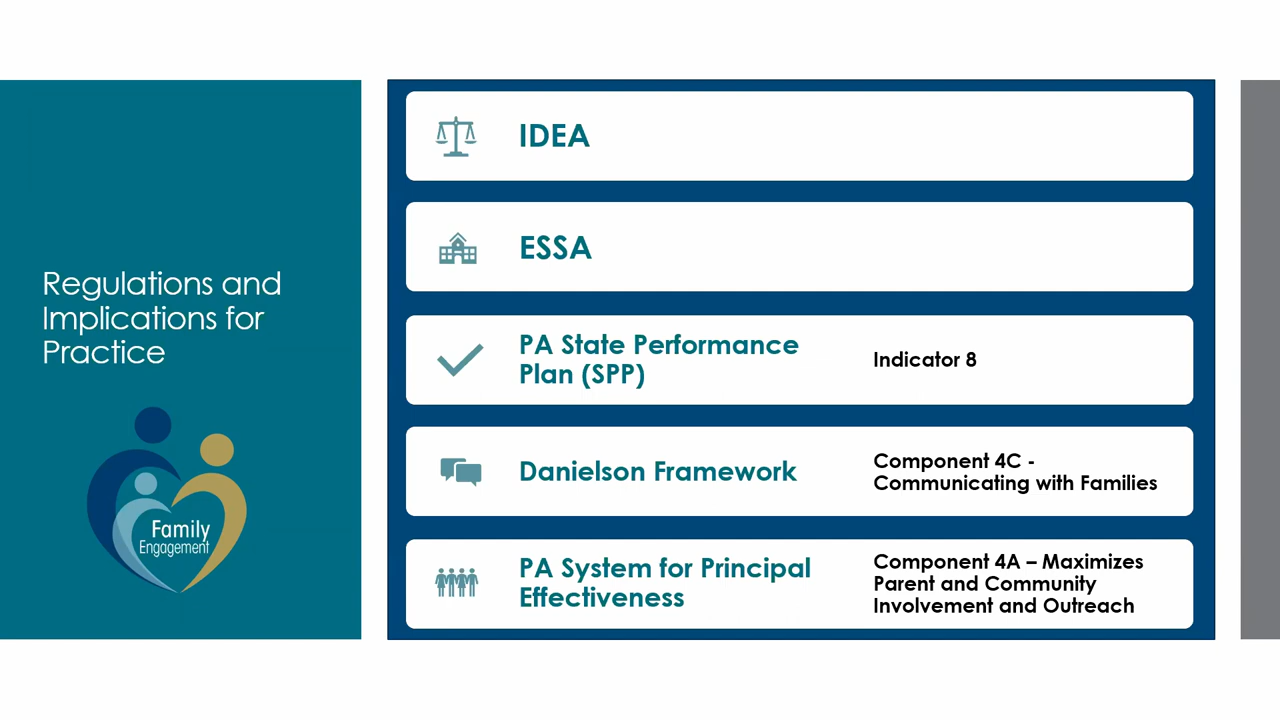 Regulations and
Implications for
Practice
Family
Engagement
IDEA
ESSA
PA State Performance
Plan (SPP)
Indicator 8
Danielson Framework
Component 4C -
Communicating with Families
PA System for Principal
Effectiveness
Component 4A – Maximizes
Parent and Community
Involvement and Outreach